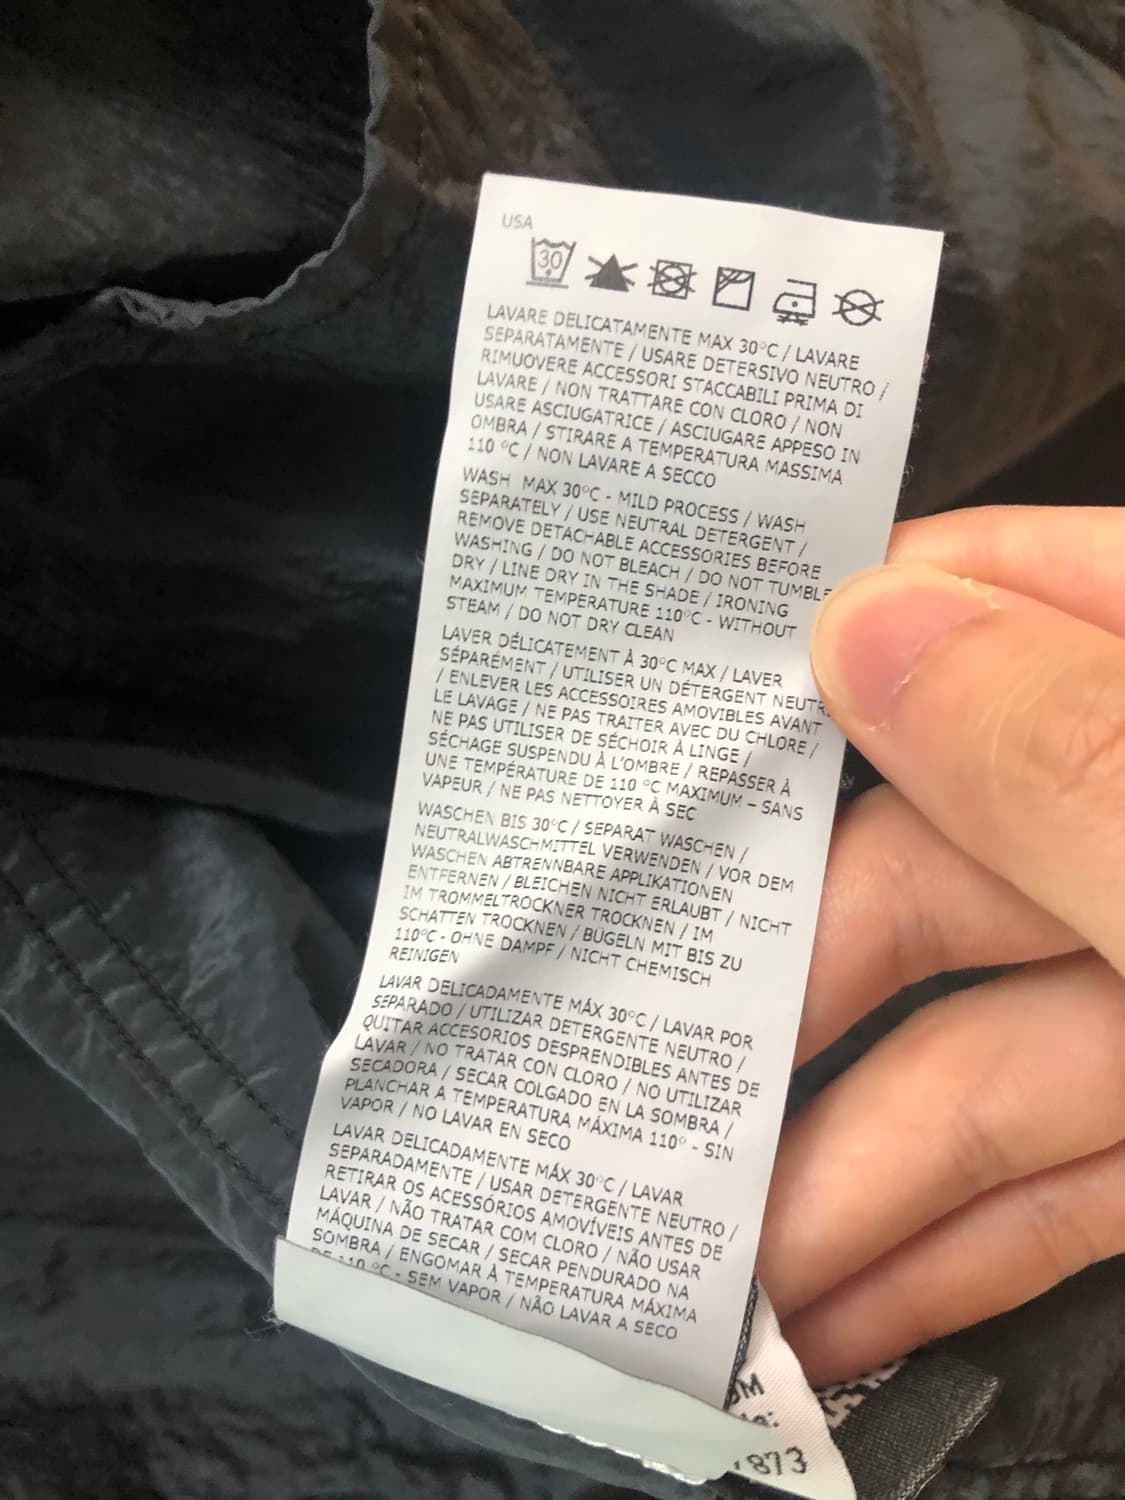 USA
30
LAVARE DELICATAMENTE MAX 30°C / LAVARE
SEPARATAMENTE / USARE DETERSIVO NEUTRO /
RIMUOVERE ACCESSORI STACCABILI PRIMA DI
LAVARE / NON TRATTARE CON CLORO / NON
USARE ASCIUGATRICE / ASCIUGARE APPESO IN
OMBRA / STIRARE A TEMPERATURA MASSIMA
110 °C / NON LAVARE A SECCO
WASH MAX 30°C - MILD PROCESS / WASH
SEPARATELY / USE NEUTRAL DETERGENT /
REMOVE DETACHABLE ACCESSORIES BEFORE
WASHING / DO NOT BLEACH / DO NOT TUMBLE
DRY / LINE DRY IN THE SHADE / IRONING
MAXIMUM TEMPERATURE 110°C - WITHOUT
STEAM / DO NOT DRY CLEAN
LAVER DÉLICATEMENT À 30°C MAX / LAVER
SÉPARÉMENT / UTILISER UN DÉTERGENT NEUTR
/ ENLEVER LES ACCESSOIRES AMOVIBLES AVANT
LE LAVAGE / NE PAS TRAITER AVEC DU CHLORE /
NE PAS UTILISER DE SÉCHOIR À LINGE /
SÉCHAGE SUSPENDU À L'OMBRE / REPASSER À
UNE TEMPÉRATURE DE 110 °C MAXIMUM – SANS
VAPEUR / NE PAS NETTOYER À SEC
WASCHEN BIS 30°C / SEPARAT WASCHEN /
NEUTRALWASCHMITTEL VERWENDEN / VOR DEM
WASCHEN ABTRENNBARE APPLIKATIONEN
ENTFERNEN / BLEICHEN NICHT ERLAUBT / NICHT
IM TROMMELTROCKNER TROCKNEN / IM
SCHATTEN TROCKNEN / BÜGELN MIT BIS ZU
110°C - OHNE DAMPF / NICHT CHEMISCH
REINIGEN
LAVAR DELICADAMENTE MÁX 30°C / LAVAR POR
SEPARADO / UTILIZAR DETERGENTE NEUTRO /
QUITAR ACCESORIOS DESPRENDIBLES ANTES DE
LAVAR / NO TRATAR CON CLORO / NO UTILIZAR
SECADORA / SECAR COLGADO EN LA SOMBRA /
PLANCHAR A TEMPERATURA MÁXIMA 110° - SIN
VAPOR / NO LAVAR EN SECO
LAVAR DELICADAMENTE MÁX 30°C / LAVAR
SEPARADAMENTE / USAR DETERGENTE NEUTRO /
RETIRAR OS ACESSÓRIOS AMOVÍVEIS ANTES DE
LAVAR / NÃO TRATAR COM CLORO / NÃO USAR
MÁQUINA DE SECAR / SECAR PENDURADO NA
SOMBRA / ENGOMAR À TEMPERATURA MÁXIMA
DE 110 °C - SEM VAPOR / NÃO LAVAR A SECO
873